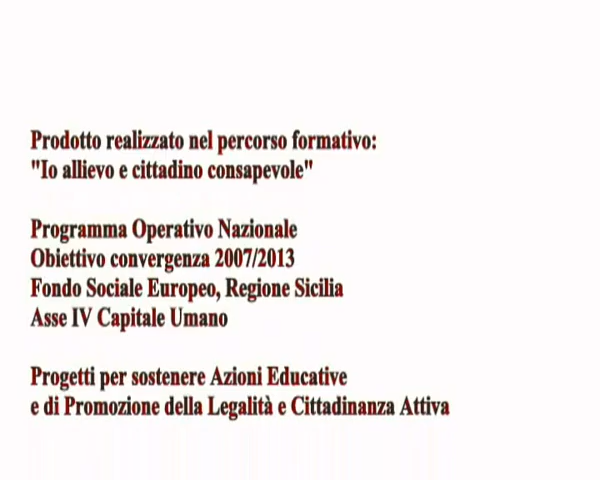 Prodotto realizzato nel percorso formativo:
"Io allievo e cittadino consapevole"
Programma Operativo Nazionale
Obiettivo convergenza 2007/2013
Fondo Sociale Europeo, Regione Sicilia
Asse IV Capitale Umano
Progetti per sostenere Azioni Educative
e di Promozione della Legalità e Cittadinanza Attiva